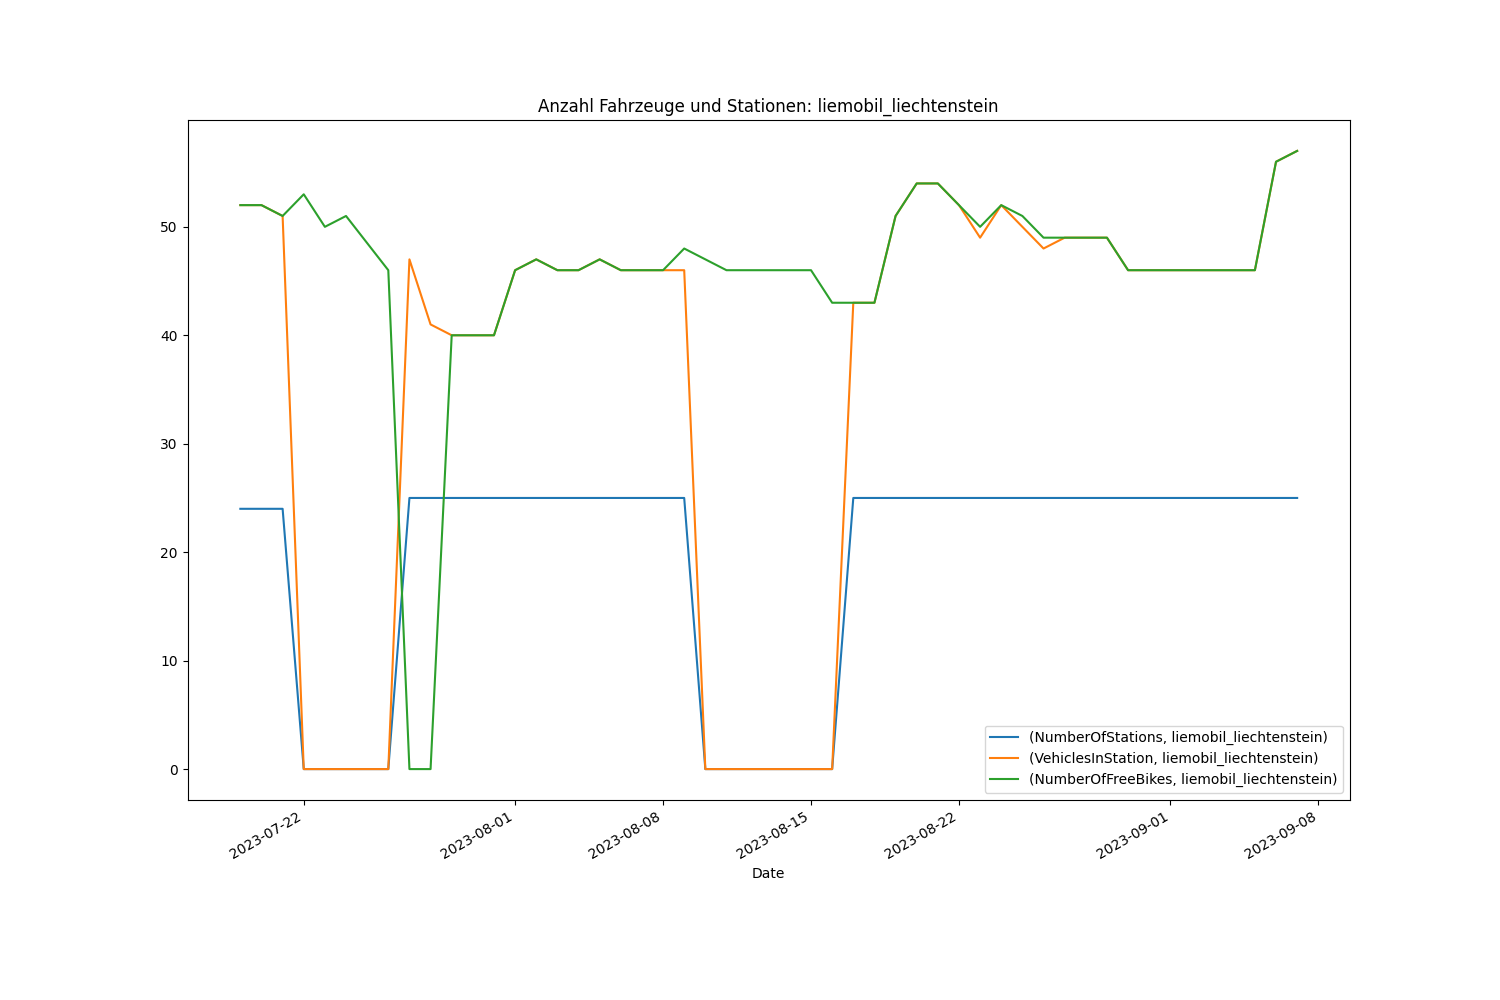 Anzahl Fahrzeuge und Stationen: liemobil_liechtenstein
50
40
30
20
10
0
(NumberOfStations, liemobil_liechtenstein)
(VehiclesInStation, liemobil_liechtenstein)
(NumberOfFreeBikes, liemobil_liechtenstein)
2023-07-22
2023-08-01
2023-08-08
2023-08-15
2023-08-22
2023-09-01
2023-09-08
Date